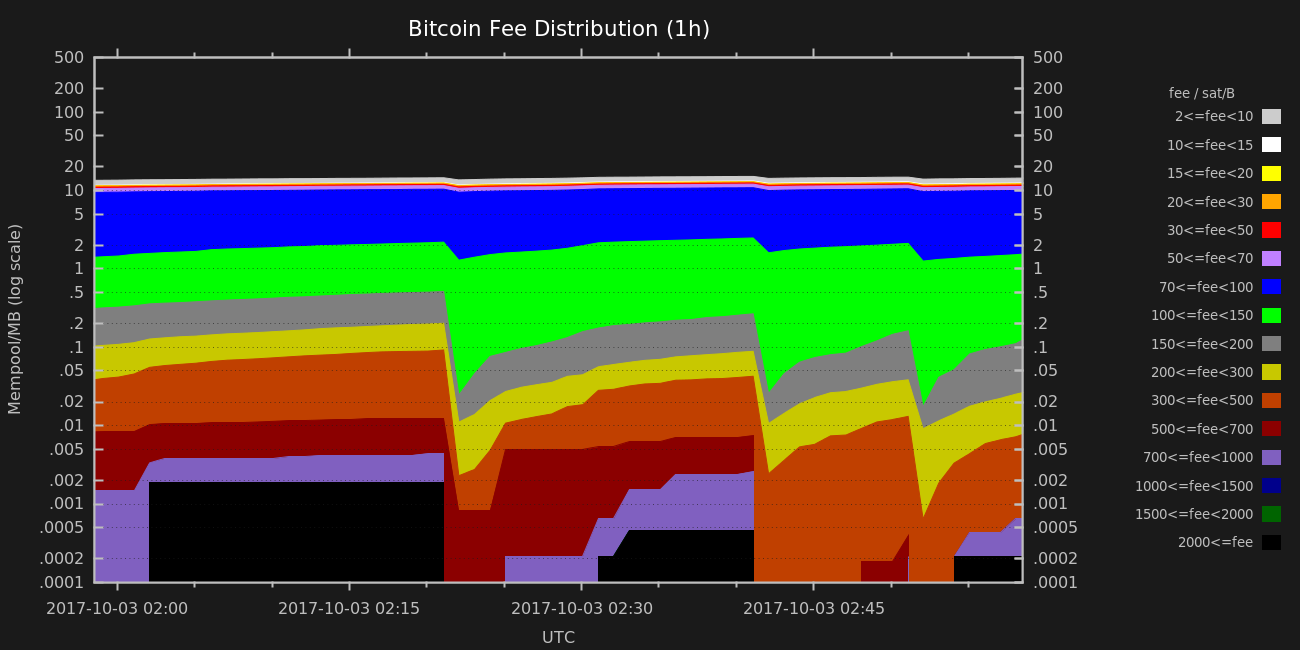 Bitcoin Fee Distribution (1h)
500 500
200 200
100 100
50 50
20 20
10 10
5 5
2 2
1 1
.5 .5
.2 .2
.1 .1
.05 .05
.02 .02
.01 .01
.005 .005
.002 .002
.001 .001
.0005 .0005
.0002 .0002
.0001 .0001
Mempool/MB (log scale)
2017-10-03 02:00 2017-10-03 02:15 2017-10-03 02:30 2017-10-03 02:45
UTC
fee / sat/B
2<=fee<10
10<=fee<15
15<=fee<20
20<=fee<30
30<=fee<50
50<=fee<70
70<=fee<100
100<=fee<150
150<=fee<200
200<=fee<300
300<=fee<500
500<=fee<700
700<=fee<1000
1000<=fee<1500
1500<=fee<2000
2000<=fee